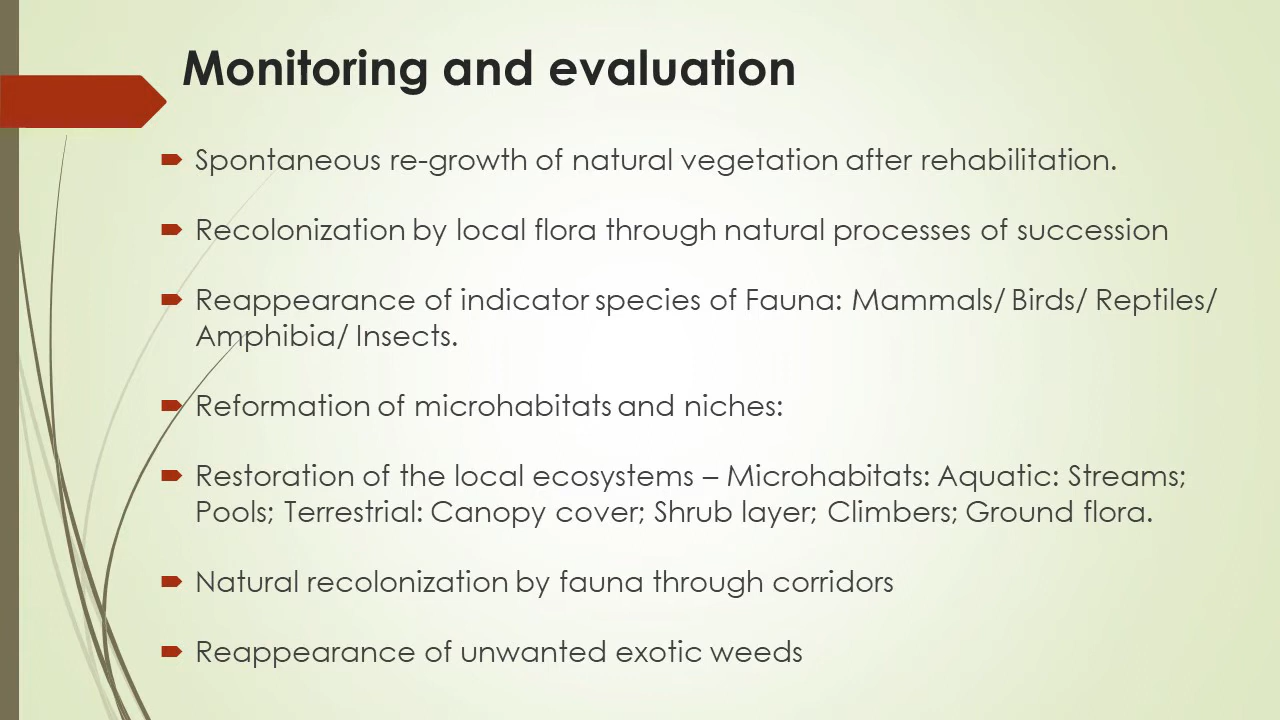 Monitoring and evaluation
Spontaneous re-growth of natural vegetation after rehabilitation.
Recolonization by local flora through natural processes of succession
Reappearance of indicator species of Fauna: Mammals/ Birds/ Reptiles/
Amphibia/ Insects.
Reformation of microhabitats and niches:
Restoration of the local ecosystems – Microhabitats: Aquatic: Streams;
Pools; Terrestrial: Canopy cover; Shrub layer; Climbers; Ground flora.
Natural recolonization by fauna through corridors
Reappearance of unwanted exotic weeds